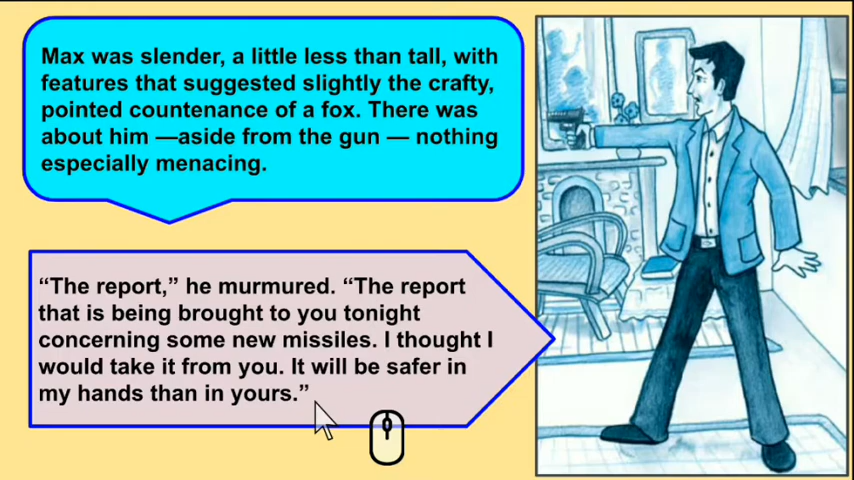 Max was slender, a little less than tall, with
features that suggested slightly the crafty,
pointed countenance of a fox. There was
about him —aside from the gun — nothing
especially menacing.
“The report,” he murmured. “The report
that is being brought to you tonight
concerning some new missiles. I thought I
would take it from you. It will be safer in
my hands than in yours.”